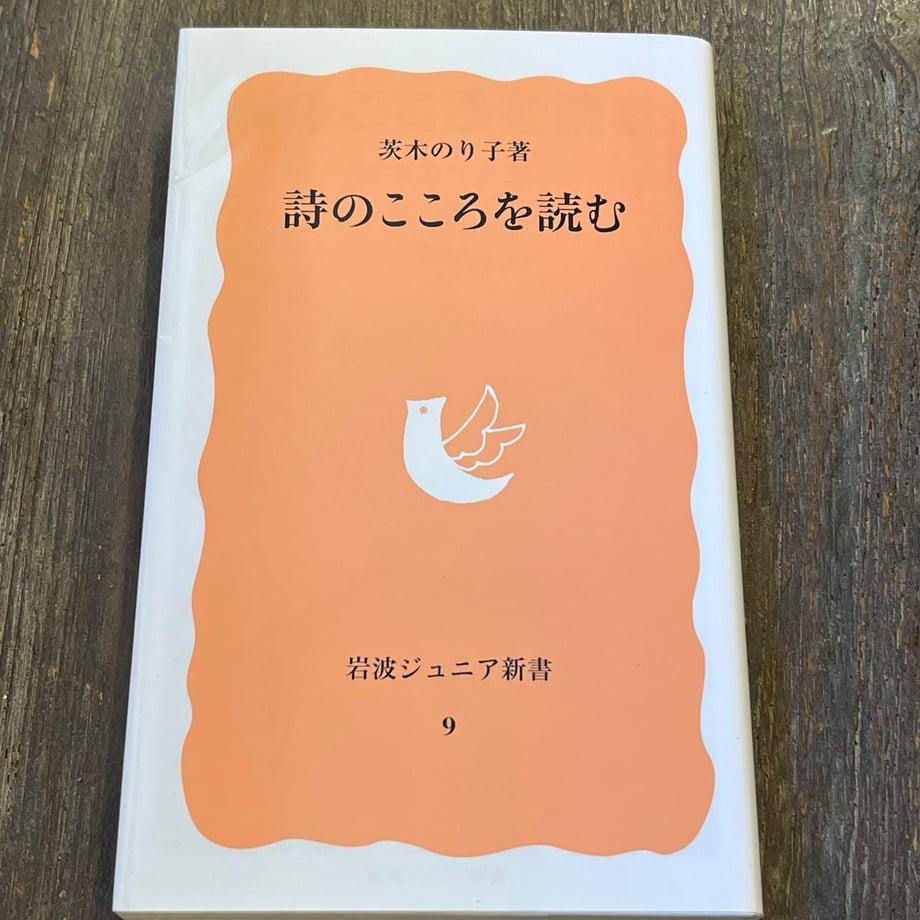 茨木のり子著
詩のこころを読む
岩波ジュニア新書
9